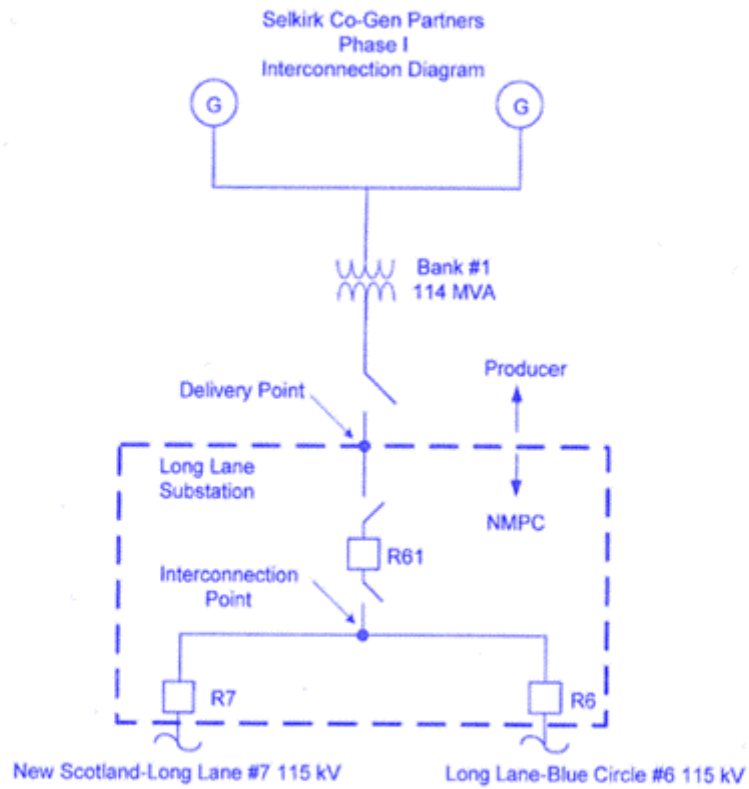 Selkirk Co-Gen Partners
Phase I
Interconnection Diagram
G
G
Bank #1
114 MVA
Producer
Delivery Point
Long Lane
Substation
NMPC
R61
Interconnection
Point
R7
R6
New Scotland-Long Lane #7 115 kV
Long Lane-Blue Circle #6 115 kV